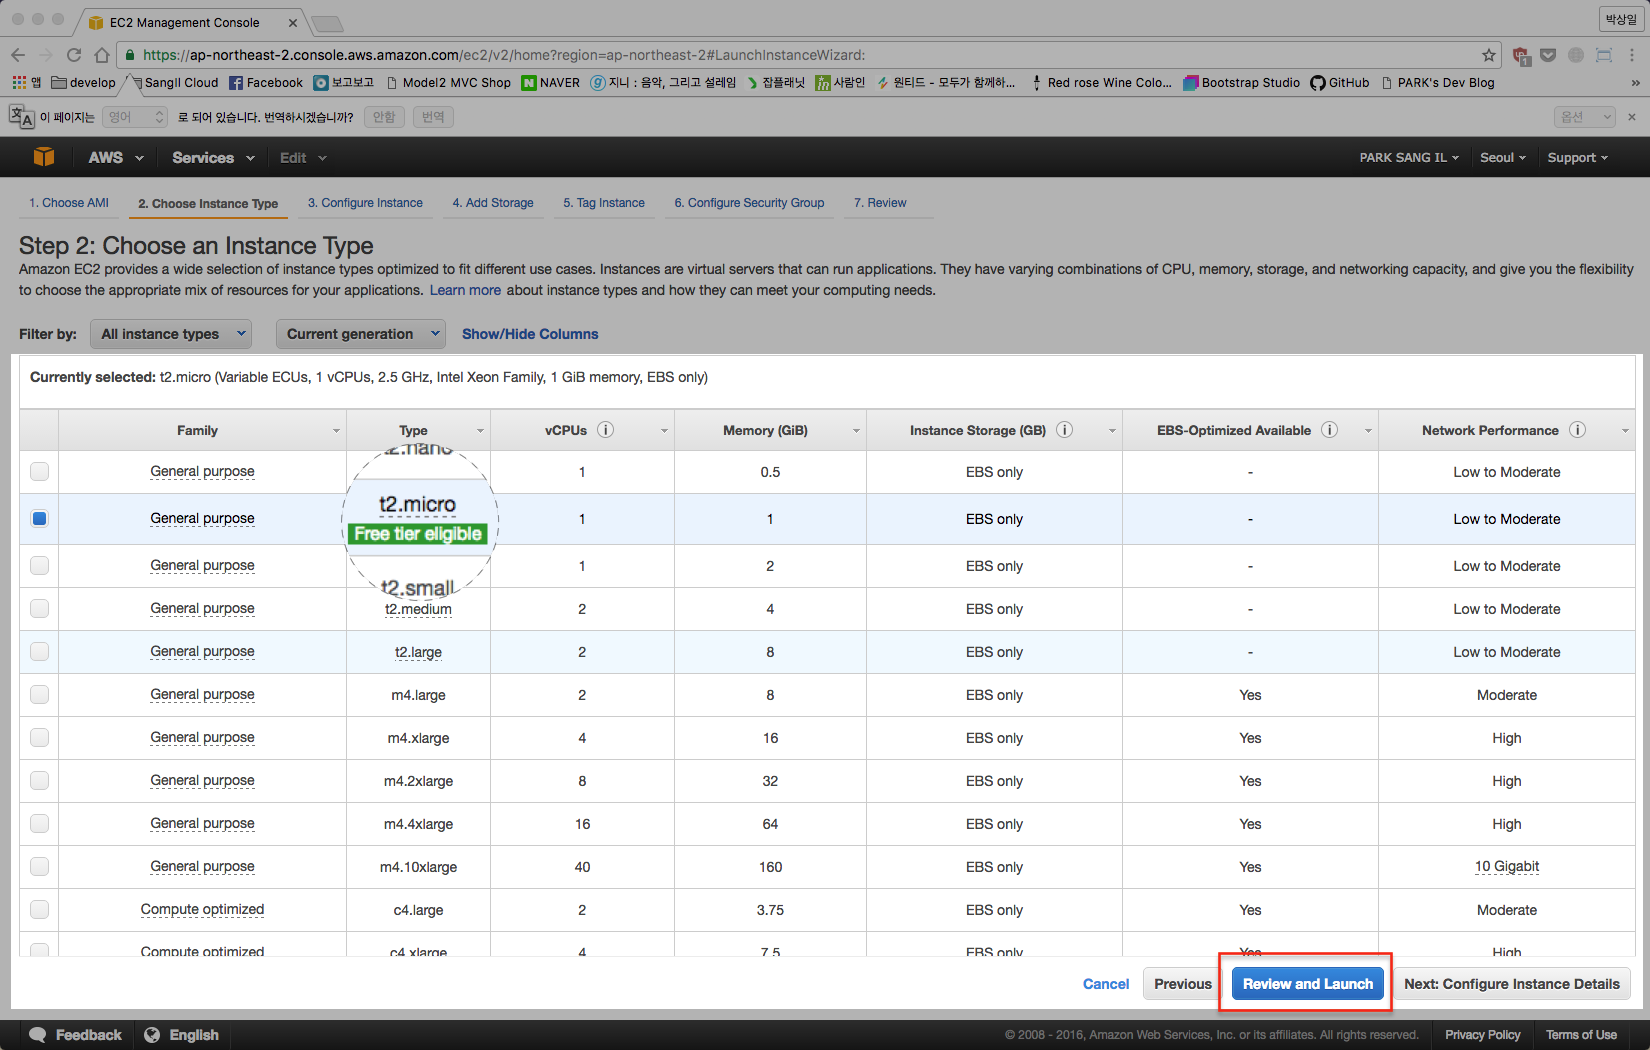 EC2 Management Console
박상일
https://ap-northeast-2.console.aws.amazon.com/ec2/v2/home?region=ap-northeast-2#LaunchInstanceWizard:
앱 develop Sangil Cloud Facebook 보고보고 Model2 MVC Shop NAVER 지니 : 음악, 그리고 설레임 잡플래닛 사람인 원티드 - 모두가 함께하... Red rose Wine Colo... Bootstrap Studio GitHub PARK's Dev Blog »
이 페이지는 영어 로 되어 있습니다. 번역하시겠습니까? 안함 번역 옵션
AWS Services Edit PARK SANG IL Seoul Support
1. Choose AMI 2. Choose Instance Type 3. Configure Instance 4. Add Storage 5. Tag Instance 6. Configure Security Group 7. Review
Step 2: Choose an Instance Type
Amazon EC2 provides a wide selection of instance types optimized to fit different use cases. Instances are virtual servers that can run applications. They have varying combinations of CPU, memory, storage, and networking capacity, and give you the flexibility
to choose the appropriate mix of resources for your applications. Learn more about instance types and how they can meet your computing needs.
Filter by: All instance types Current generation Show/Hide Columns
Currently selected: t2.micro (Variable ECUs, 1 vCPUs, 2.5 GHz, Intel Xeon Family, 1 GiB memory, EBS only)
Family Type vCPUs Memory (GiB) Instance Storage (GB) EBS-Optimized Available Network Performance
General purpose t2.nano 1 0.5 EBS only - Low to Moderate
General purpose t2.micro 1 1 EBS only - Low to Moderate
Free tier eligible
General purpose t2.small 1 2 EBS only - Low to Moderate
General purpose t2.medium 2 4 EBS only - Low to Moderate
General purpose t2.large 2 8 EBS only - Low to Moderate
General purpose m4.large 2 8 EBS only Yes Moderate
General purpose m4.xlarge 4 16 EBS only Yes High
General purpose m4.2xlarge 8 32 EBS only Yes High
General purpose m4.4xlarge 16 64 EBS only Yes High
General purpose m4.10xlarge 40 160 EBS only Yes 10 Gigabit
Compute optimized c4.large 2 3.75 EBS only Yes Moderate
Compute optimized c4.xlarge 4 7.5 EBS only Yes High
Cancel Previous Review and Launch Next: Configure Instance Details
Feedback English © 2008 - 2016, Amazon Web Services, Inc. or its affiliates. All rights reserved. Privacy Policy Terms of Use